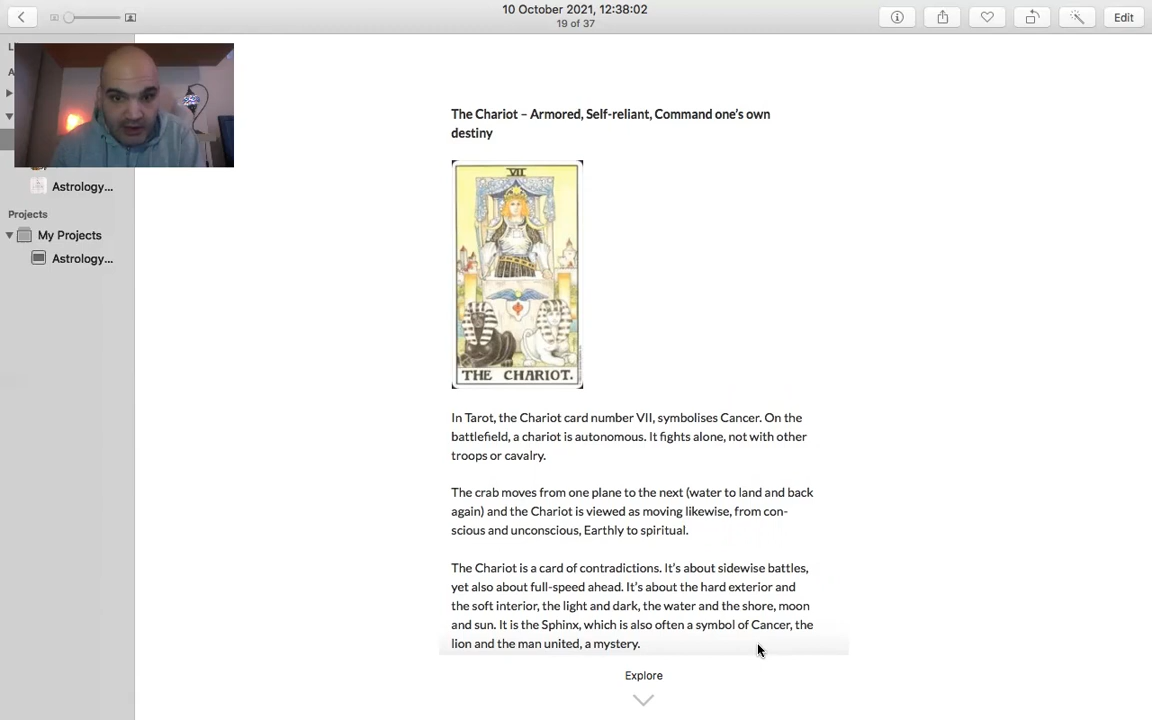 10 October 2021, 12:38:02
19 of 37
Edit
L
A
Astrology...
Projects
My Projects
Astrology...
The Chariot – Armored, Self-reliant, Command one's own
destiny
VII
THE CHARIOT.
In Tarot, the Chariot card number VII, symbolises Cancer. On the
battlefield, a chariot is autonomous. It fights alone, not with other
troops or cavalry.
The crab moves from one plane to the next (water to land and back
again) and the Chariot is viewed as moving likewise, from con-
scious and unconscious, Earthly to spiritual.
The Chariot is a card of contradictions. It's about sidewise battles,
yet also about full-speed ahead. It's about the hard exterior and
the soft interior, the light and dark, the water and the shore, moon
and sun. It is the Sphinx, which is also often a symbol of Cancer, the
lion and the man united, a mystery.
Explore